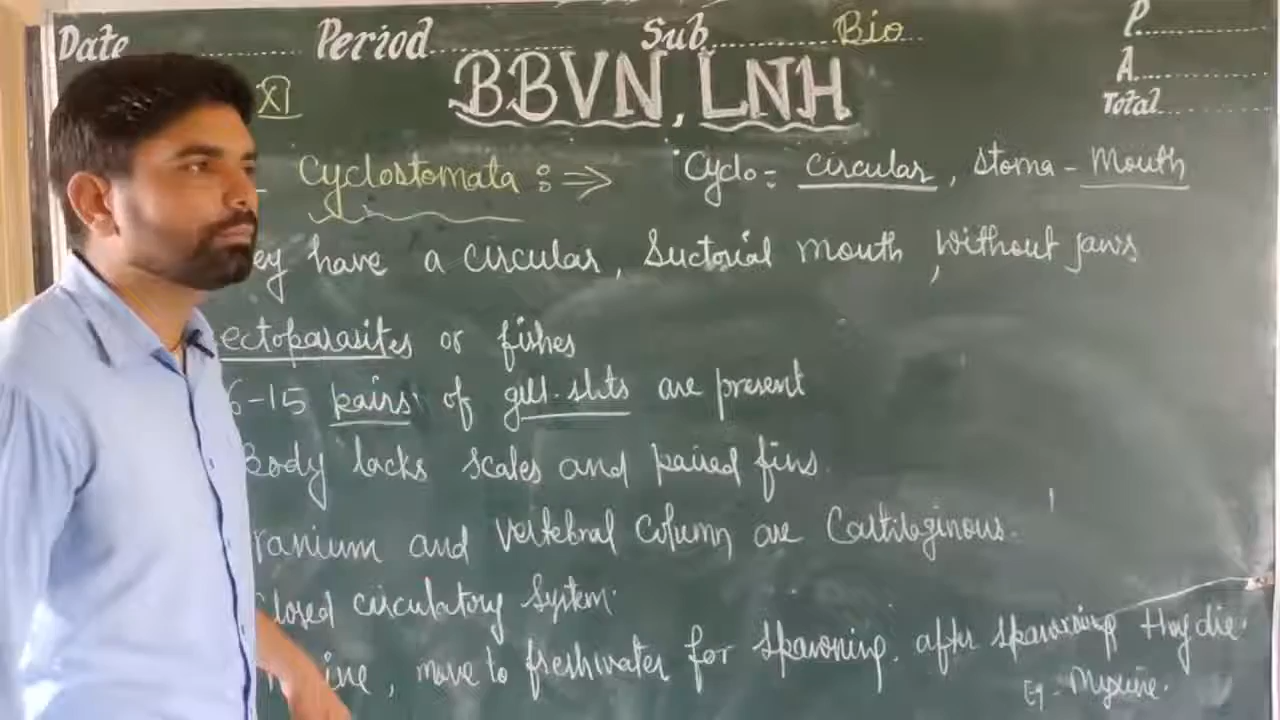 Date ........... Period ............ Sub ........... Bio ... P............
XI BBVN, LNH A............
Total............
- Cyclostomata :⇒ Cyclo = circular, stoma - Mouth
ey have a circular, Suctorial mouth, without jaws
ectoparasites or fishes
6-15 pairs of gill-slits are present
Body lacks scales and paired fins.
ranium and vertebral column are Cartilaginous.
Closed circulatory System.
ine, move to freshwater for spawning. after spawning they die.
Eg - Myxine.